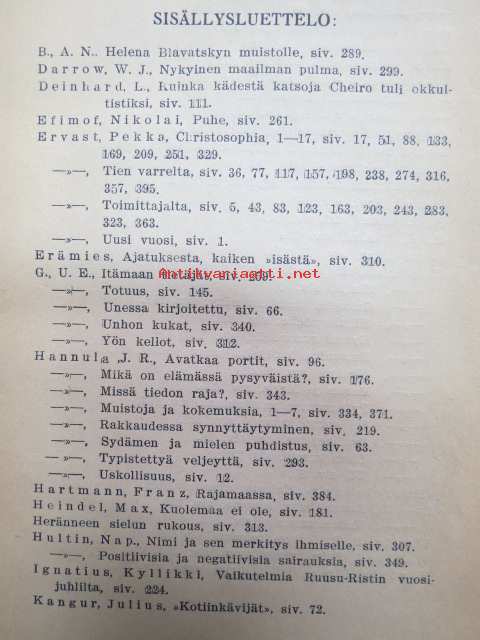 SISÄLLYSLUETTELO:
B., A. N.. Helena Blavatskyn muistolle, siv. 289.
Darrow, W. J., Nykyinen maailman pulma, siv. 299.
Deinhard, L., Kuinka kädestä katsoja Cheiro tuli okkul-
tistiksi, siv. 111.
Efimof, Nikolai, Puhe, siv. 261.
Ervast, Pekka, Christosophia, 1—17, siv. 17, 51, 88, 133,
169, 209, 251, 329.
—»—, Tien varrelta, siv. 36, 77, 117, 157, 198, 238, 274, 316,
357, 395.
—»—, Toimittajalta, siv. 5, 43, 83, 123, 163, 203, 243, 283,
323, 363.
—»—, Uusi vuosi, siv. 1.
Erämies, Ajatuksesta, kaiken »isästä», siv. 310.
G., U. E., Itämaan tietäjät, siv.
Antikvariaatti.net
—»—, Totuus, siv. 145.
—»—, Unessa kirjoitettu, siv. 66.
—»—, Unhon kukat, siv. 340.
—»—, Yön kellot, siv. 312.
Hannula, J. R., Avatkaa portit, siv. 96.
—»—, Mikä on elämässä pysyväistä?, siv. 176.
—»—, Missä tiedon raja?, siv. 343.
—»—, Muistoja ja kokemuksia, 1—7, siv. 334, 371.
—»—, Rakkaudessa synnyttäytyminen, siv. 219.
—»—, Sydämen ja mielen puhdistus, siv. 63.
—»—, Typistettyä veljeyttä, siv. 293.
—»—, Uskollisuus, siv. 12.
Hartmann, Franz, Rajamaassa, siv. 384.
Heindel, Max, Kuolemaa ei ole, siv. 181.
Heränneen sielun rukous, siv. 313.
Hultin, Nap., Nimi ja sen merkitys ihmiselle, siv. 307.
—»—, Positiivisia ja negatiivisia sairauksia, siv. 349.
Ignatius, Kyllikki, Vaikutelmia Ruusu-Ristin vuosi-
juhlilta, siv. 224.
Kangur, Julius, »Kotiinkävijät», siv. 72.